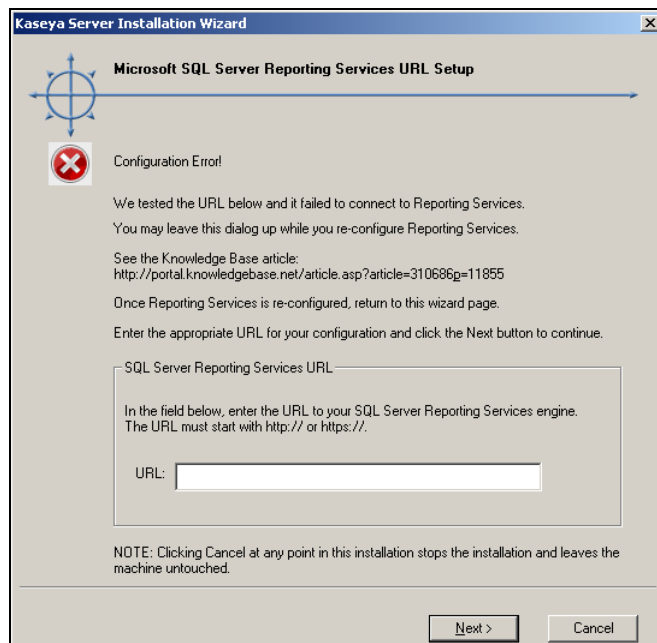 Kaseya Server Installation Wizard
Microsoft SQL Server Reporting Services URL Setup
Configuration Error!
We tested the URL below and it failed to connect to Reporting Services.
You may leave this dialog up while you re-configure Reporting Services.
See the Knowledge Base article:
http://portal.knowledgebase.net/article.asp?article=310686p=11855
Once Reporting Services is re-configured, return to this wizard page.
Enter the appropriate URL for your configuration and click the Next button to continue.
SQL Server Reporting Services URL
In the field below, enter the URL to your SQL Server Reporting Services engine.
The URL must start with http:// or https://.
URL:
NOTE: Clicking Cancel at any point in this installation stops the installation and leaves the
machine untouched.
Next >
Cancel